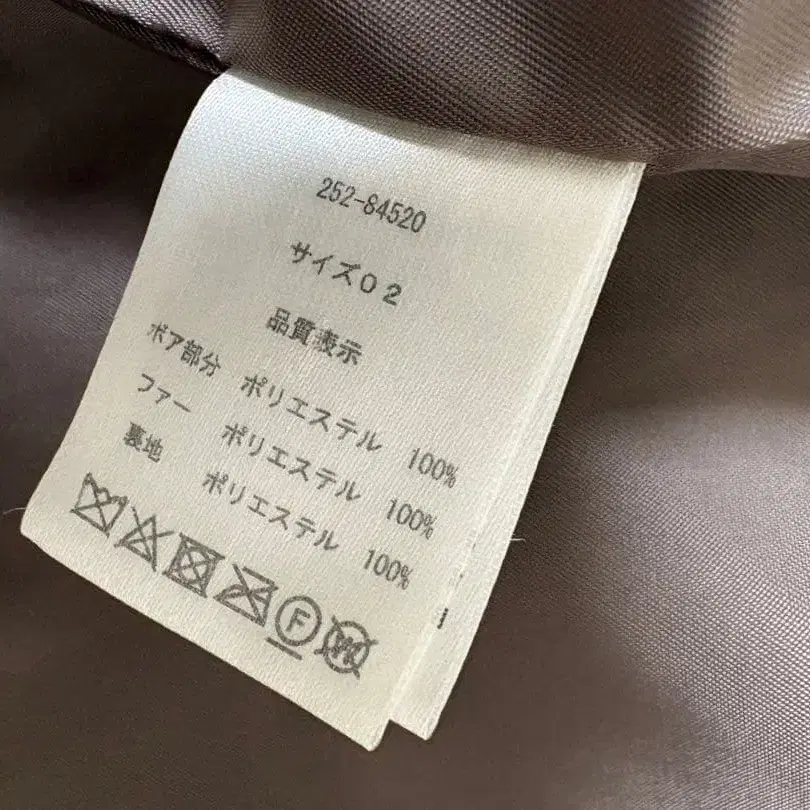 252-84520
サイズ02
品質表示
ボア部分 ポリエステル 100%
ファー ポリエステル 100%
裏地 ポリエステル 100%
F
W